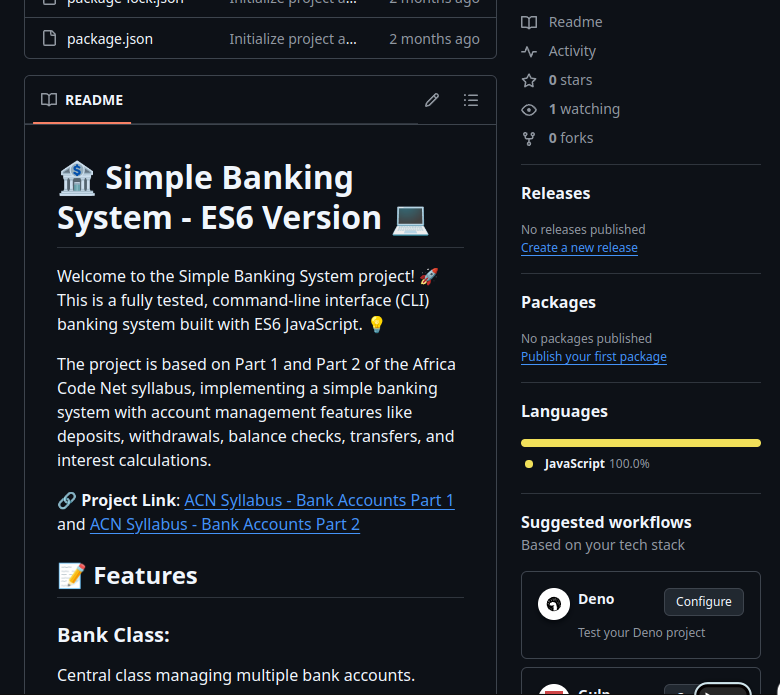 package-lock.json Initialize project a... 2 months ago
package.json Initialize project a... 2 months ago
README
🏦 Simple Banking
System - ES6 Version 💻
Welcome to the Simple Banking System project! 🚀
This is a fully tested, command-line interface (CLI)
banking system built with ES6 JavaScript. 💡
The project is based on Part 1 and Part 2 of the Africa
Code Net syllabus, implementing a simple banking
system with account management features like
deposits, withdrawals, balance checks, transfers, and
interest calculations.
🔗 Project Link: ACN Syllabus - Bank Accounts Part 1
and ACN Syllabus - Bank Accounts Part 2
📝 Features
Bank Class:
Central class managing multiple bank accounts.
Readme
Activity
0 stars
1 watching
0 forks
Releases
No releases published
Create a new release
Packages
No packages published
Publish your first package
Languages
JavaScript 100.0%
Suggested workflows
Based on your tech stack
Deno Configure
Test your Deno project
Gulp